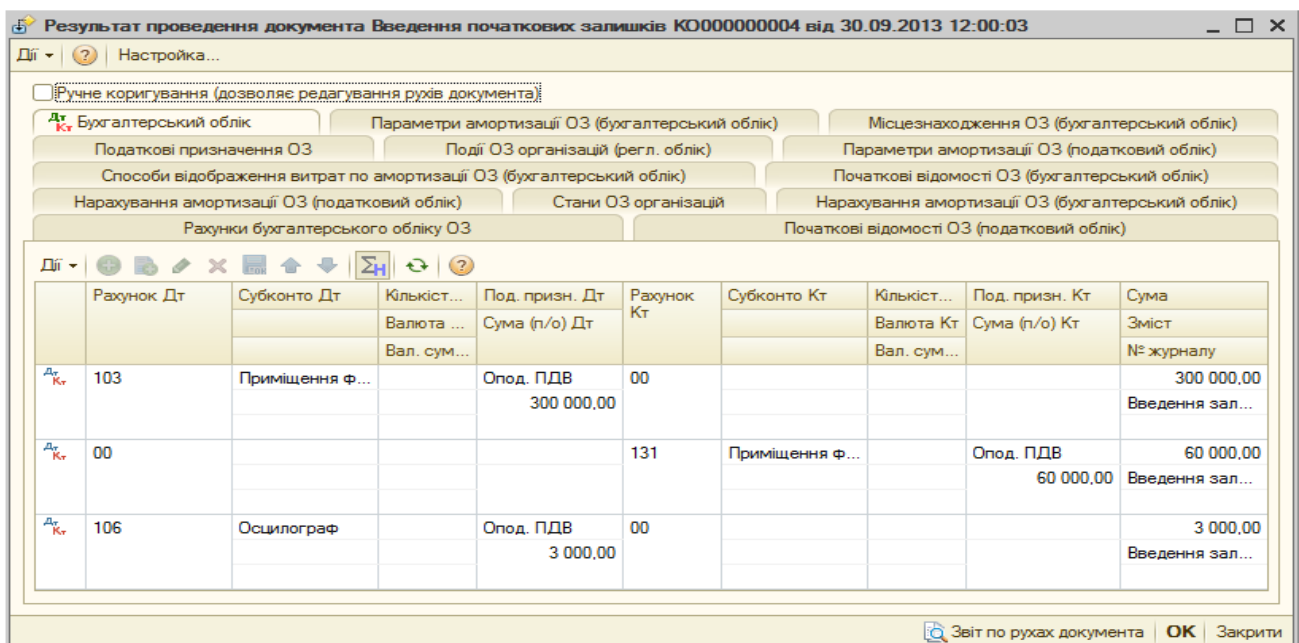 Результат проведення документа Введення початкових залишків КО000000004 від 30.09.2013 12:00:03
Дії Настройка...
Ручне коригування (дозволяє редагування рухів документа)
Бухгалтерський облік Параметри амортизації ОЗ (бухгалтерський облік) Місцезнаходження ОЗ (бухгалтерський облік)
Податкові призначення ОЗ Події ОЗ організацій (регл. облік) Параметри амортизації ОЗ (податковий облік)
Способи відображення витрат по амортизації ОЗ (бухгалтерський облік) Початкові відомості ОЗ (бухгалтерський облік)
Нарахування амортизації ОЗ (податковий облік) Стани ОЗ організацій Нарахування амортизації ОЗ (бухгалтерський облік)
Рахунки бухгалтерського обліку ОЗ Початкові відомості ОЗ (податковий облік)
Дії
Рахунок Дт Субконто Дт Кількіст... Под. призн. Дт Рахунок Кт Субконто Кт Кількіст... Под. призн. Кт Сума
Валюта ... Сума (п/о) Дт Валюта Кт Сума (п/о) Кт Зміст
Вал. сум... Вал. сум... № журналу
Дт Кт 103 Приміщення ф... Опод. ПДВ 00 300 000,00
300 000,00 Введення зал...
Дт Кт 00 131 Приміщення ф... Опод. ПДВ 60 000,00
60 000,00 Введення зал...
Дт Кт 106 Осцилограф Опод. ПДВ 00 3 000,00
3 000,00 Введення зал...
Звіт по рухах документа OK Закрити